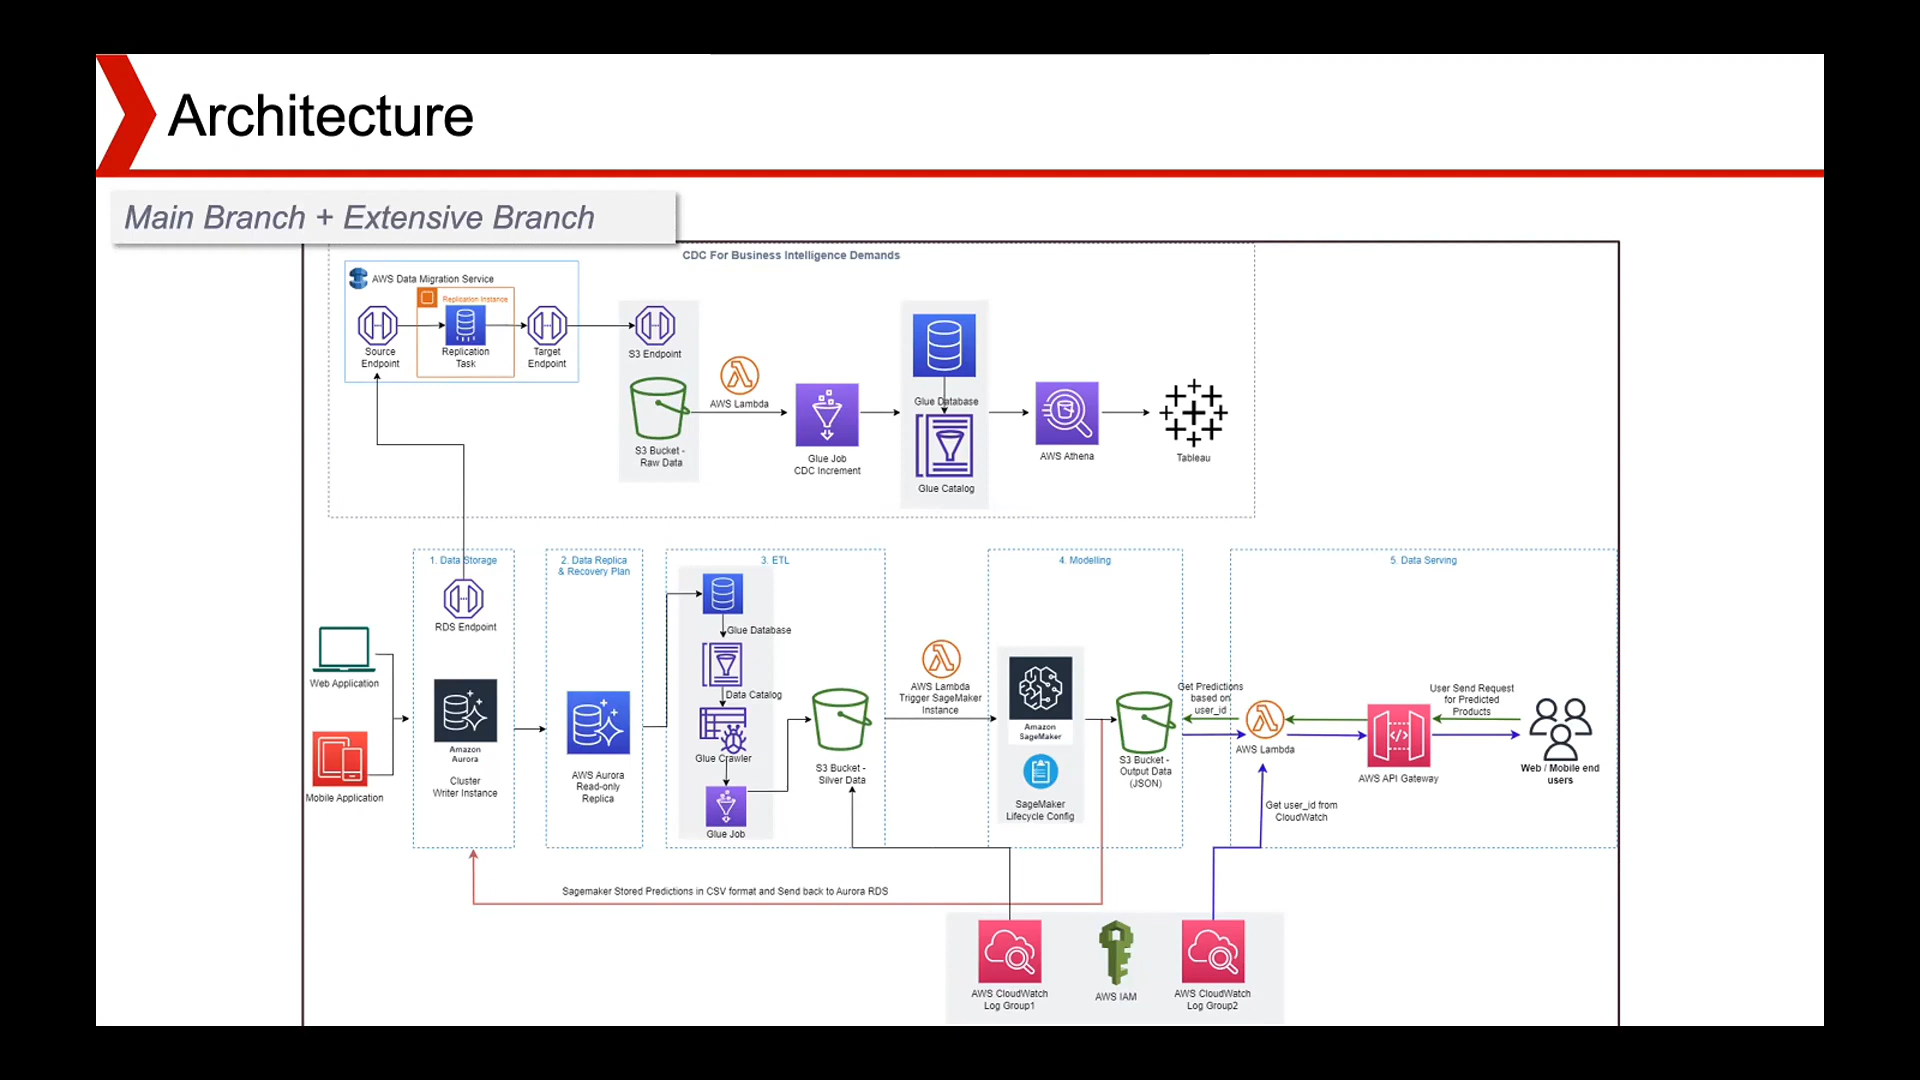 Architecture
Main Branch + Extensive Branch
CDC For Business Intelligence Demands
AWS Data Migration Service
Replication Instance
Source
Endpoint
Replication
Task
Target
Endpoint
S3 Endpoint
S3 Bucket -
Raw Data
AWS Lambda
Glue Job
CDC Increment
Glue Database
Glue Catalog
AWS Athena
Tableau
1. Data Storage
2. Data Replica
& Recovery Plan
3. ETL
4. Modelling
5. Data Serving
RDS Endpoint
Web Application
Mobile Application
Amazon
Aurora
Cluster
Writer Instance
AWS Aurora
Read-only
Replica
Glue Database
Data Catalog
Glue Crawler
Glue Job
S3 Bucket -
Silver Data
AWS Lambda
Trigger SageMaker
Instance
Amazon
SageMaker
SageMaker
Lifecycle Config
S3 Bucket -
Output Data
(JSON)
Get Predictions
based on
user_id
AWS Lambda
Get user_id from
CloudWatch
AWS API Gateway
User Send Request
for Predicted
Products
Web / Mobile end
users
Sagemaker Stored Predictions in CSV format and Send back to Aurora RDS
AWS CloudWatch
Log Group1
AWS IAM
AWS CloudWatch
Log Group2